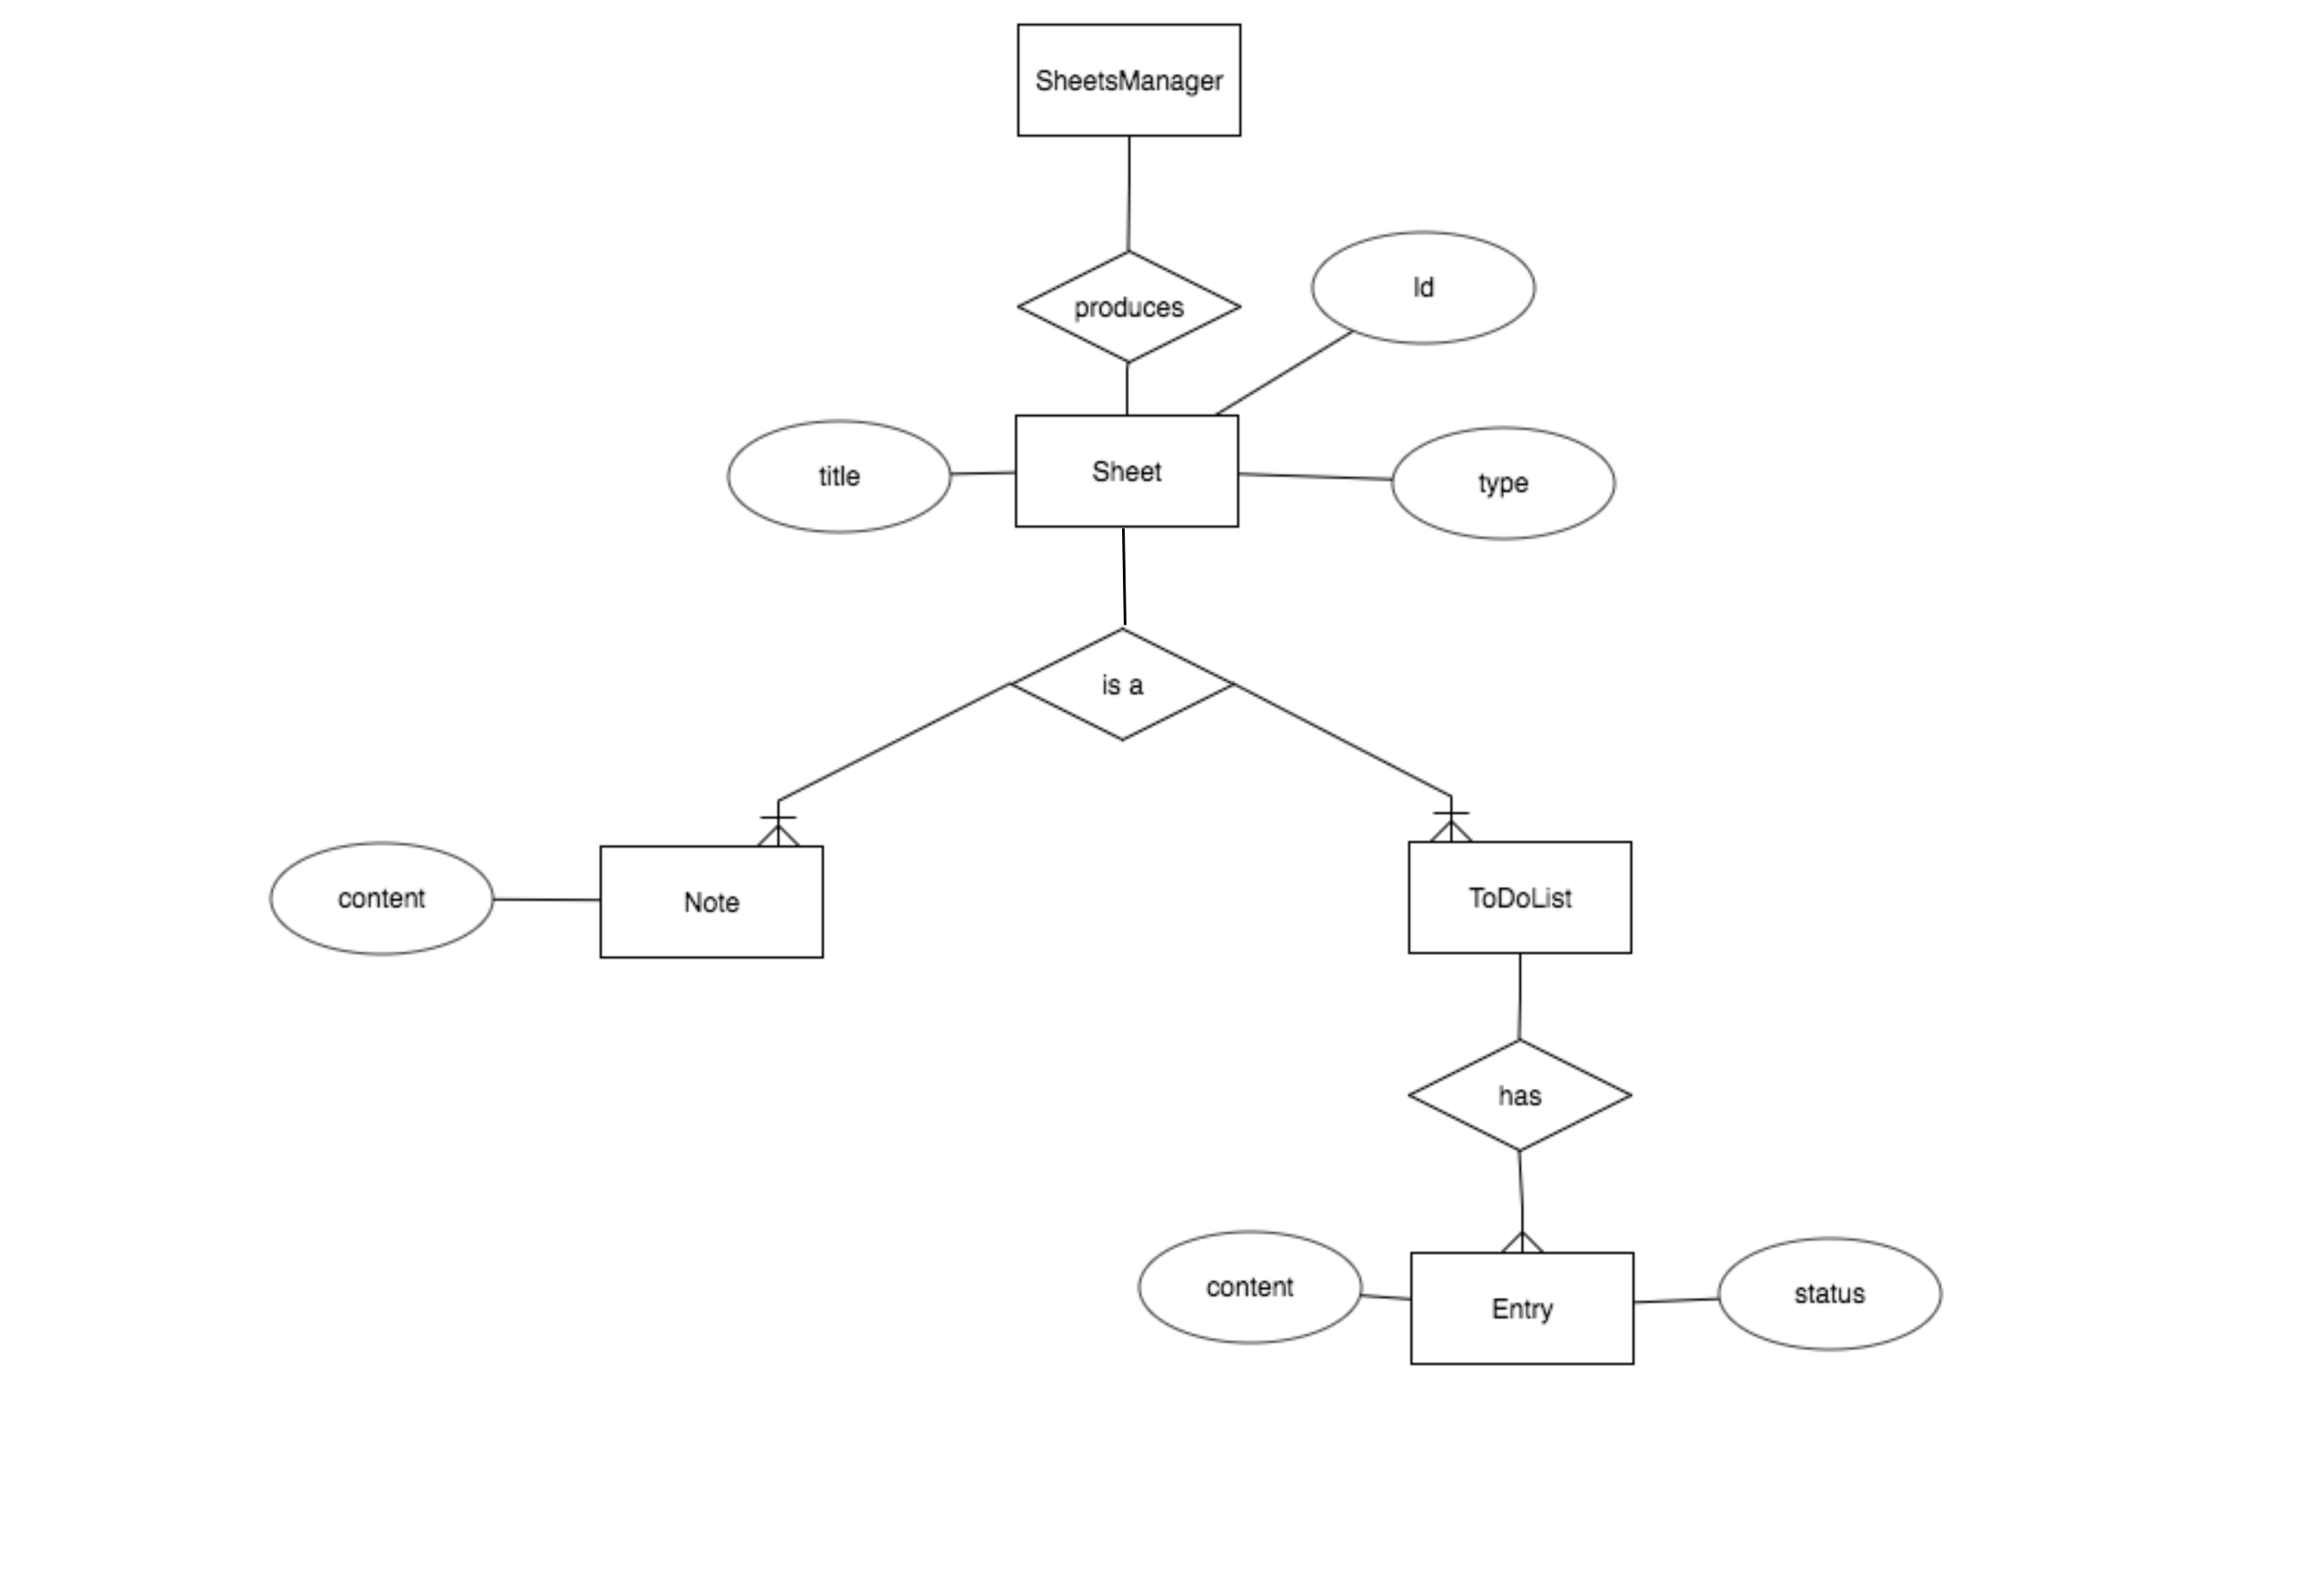 SheetsManager
produces
Id
title
Sheet
type
is a
content
Note
ToDoList
has
content
Entry
status